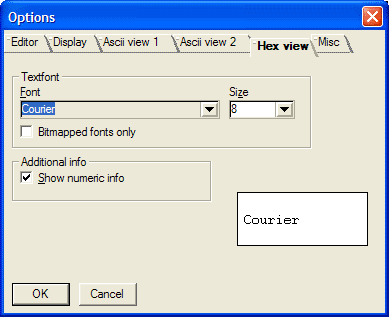 Options
Editor Display Ascii view 1 Ascii view 2 Hex view Misc
Textfont
Font Size
Courier 8
Bitmapped fonts only
Additional info
Show numeric info
Courier
OK Cancel